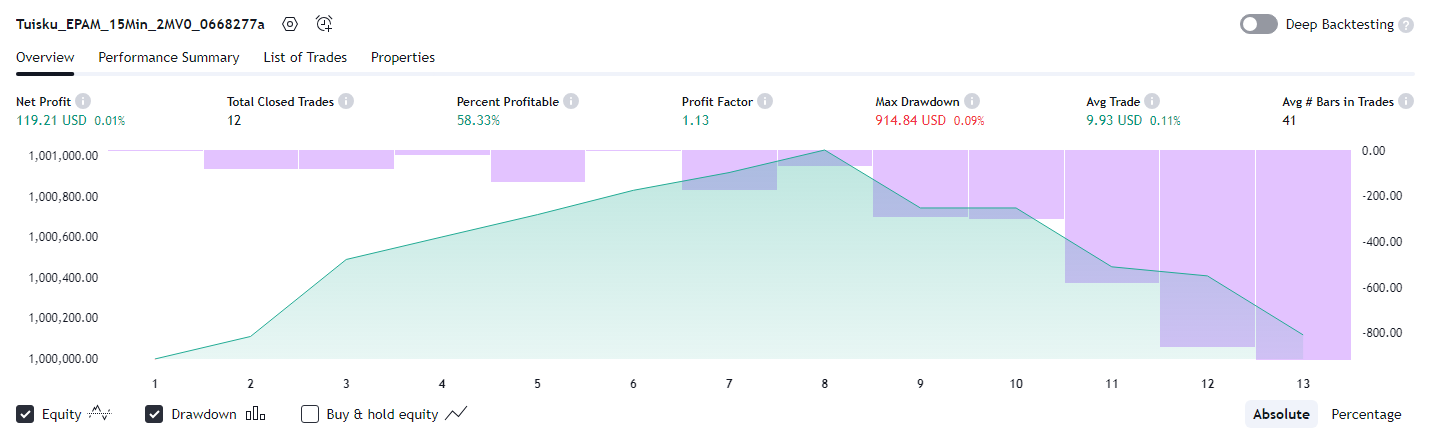 Tuisku_EPAM_15Min_2MV0_0668277a
Deep Backtesting ?
Overview Performance Summary List of Trades Properties
Net Profit i Total Closed Trades i Percent Profitable i Profit Factor i Max Drawdown i Avg Trade i Avg # Bars in Trades i
119.21 USD 0.01% 12 58.33% 1.13 914.84 USD 0.09% 9.93 USD 0.11% 41
1,001,000.00 0.00
1,000,800.00 -200.00
1,000,600.00 -400.00
1,000,400.00 -600.00
1,000,200.00 -800.00
1,000,000.00
1 2 3 4 5 6 7 8 9 10 11 12 13
Equity Drawdown Buy & hold equity Absolute Percentage